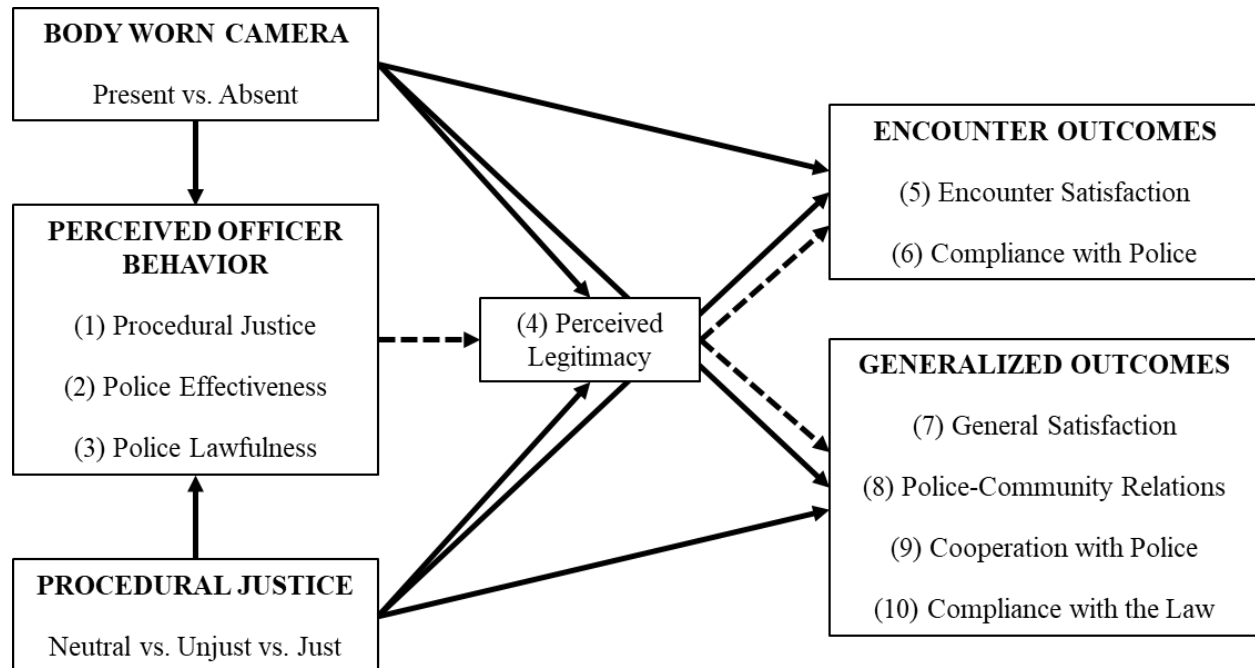 BODY WORN CAMERA
Present vs. Absent
PERCEIVED OFFICER
BEHAVIOR
(1) Procedural Justice
(2) Police Effectiveness
(3) Police Lawfulness
PROCEDURAL JUSTICE
Neutral vs. Unjust vs. Just
(4) Perceived
Legitimacy
ENCOUNTER OUTCOMES
(5) Encounter Satisfaction
(6) Compliance with Police
GENERALIZED OUTCOMES
(7) General Satisfaction
(8) Police-Community Relations
(9) Cooperation with Police
(10) Compliance with the Law